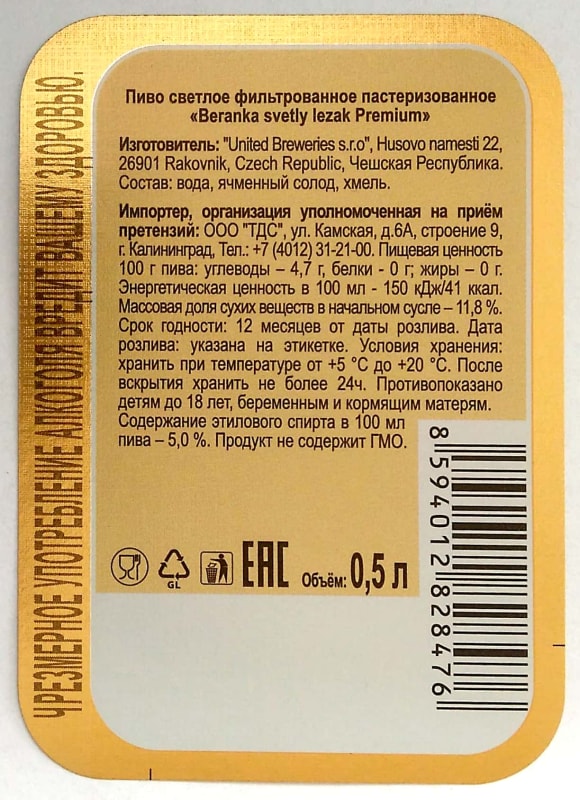 ЧРЕЗМЕРНОЕ УПОТРЕБЛЕНИЕ АЛКОГОЛЯ ВРЕДИТ ВАШЕМУ ЗДОРОВЬЮ.
Пиво светлое фильтрованное пастеризованное
«Beranka svetly lezak Premium»
Изготовитель: "United Breweries s.r.o", Husovo namesti 22,
26901 Rakovnik, Czech Republic, Чешская Республика.
Состав: вода, ячменный солод, хмель.
Импортер, организация уполномоченная на приём
претензий: ООО "ТДС", ул. Камская, д.6А, строение 9,
г. Калининград, Тел.: +7 (4012) 31-21-00. Пищевая ценность
100 г пива: углеводы – 4,7 г, белки - 0 г; жиры – 0 г.
Энергетическая ценность в 100 мл - 150 кДж/41 ккал.
Массовая доля сухих веществ в начальном сусле – 11,8 %.
Срок годности: 12 месяцев от даты розлива. Дата
розлива: указана на этикетке. Условия хранения:
хранить при температуре от +5 °С до +20 °С. После
вскрытия хранить не более 24ч. Противопоказано
детям до 18 лет, беременным и кормящим матерям.
Содержание этилового спирта в 100 мл
пива – 5,0 %. Продукт не содержит ГМО.
GL
ЕАС
Объём: 0,5 л
8 594012 828476